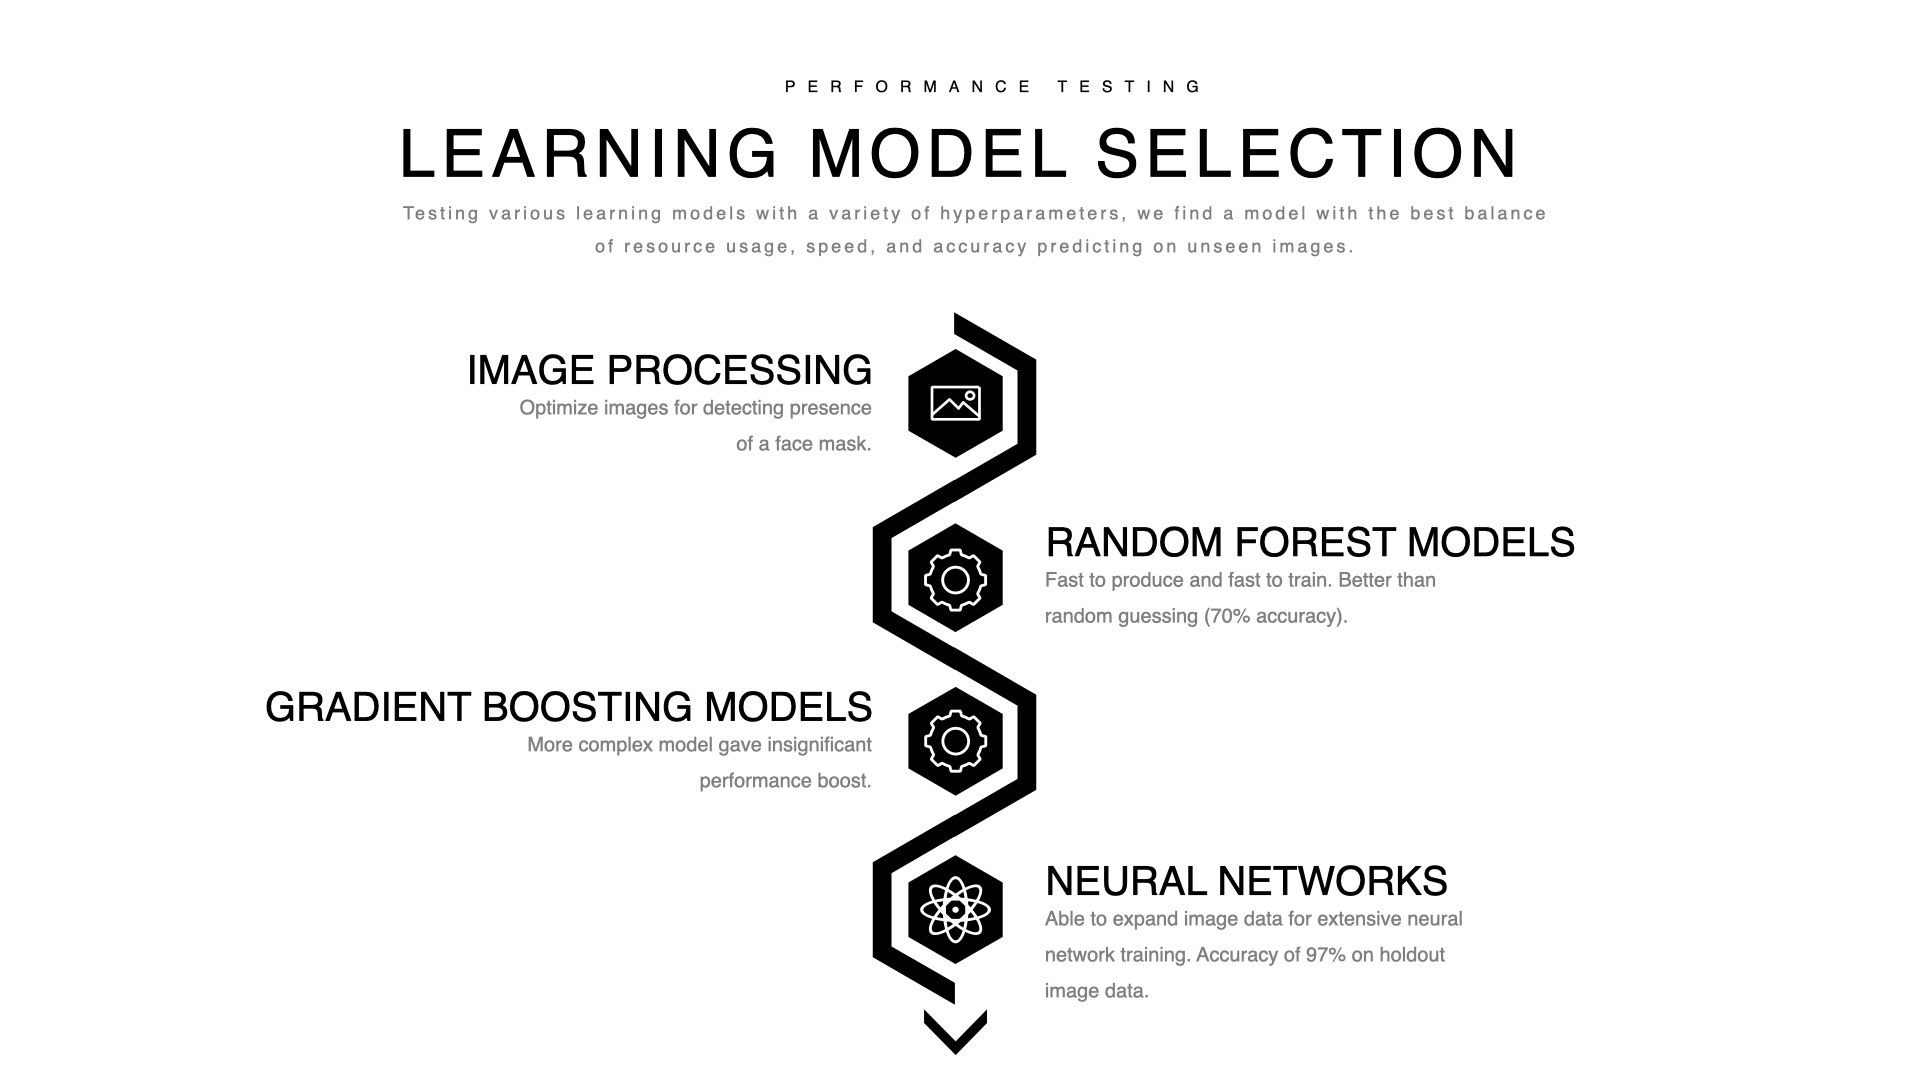 PERFORMANCE TESTING
LEARNING MODEL SELECTION
Testing various learning models with a variety of hyperparameters, we find a model with the best balance
of resource usage, speed, and accuracy predicting on unseen images.
IMAGE PROCESSING
Optimize images for detecting presence
of a face mask.
RANDOM FOREST MODELS
Fast to produce and fast to train. Better than
random guessing (70% accuracy).
GRADIENT BOOSTING MODELS
More complex model gave insignificant
performance boost.
NEURAL NETWORKS
Able to expand image data for extensive neural
network training. Accuracy of 97% on holdout
image data.